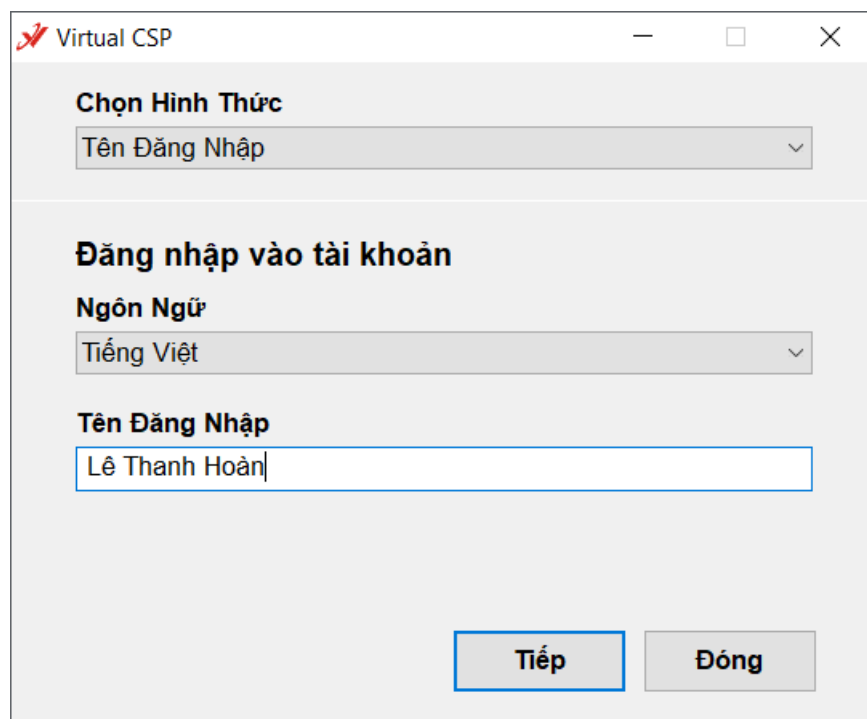 Virtual CSP
Chọn Hình Thức
Tên Đăng Nhập
Đăng nhập vào tài khoản
Ngôn Ngữ
Tiếng Việt
Tên Đăng Nhập
Lê Thanh Hoàn
Tiếp Đóng